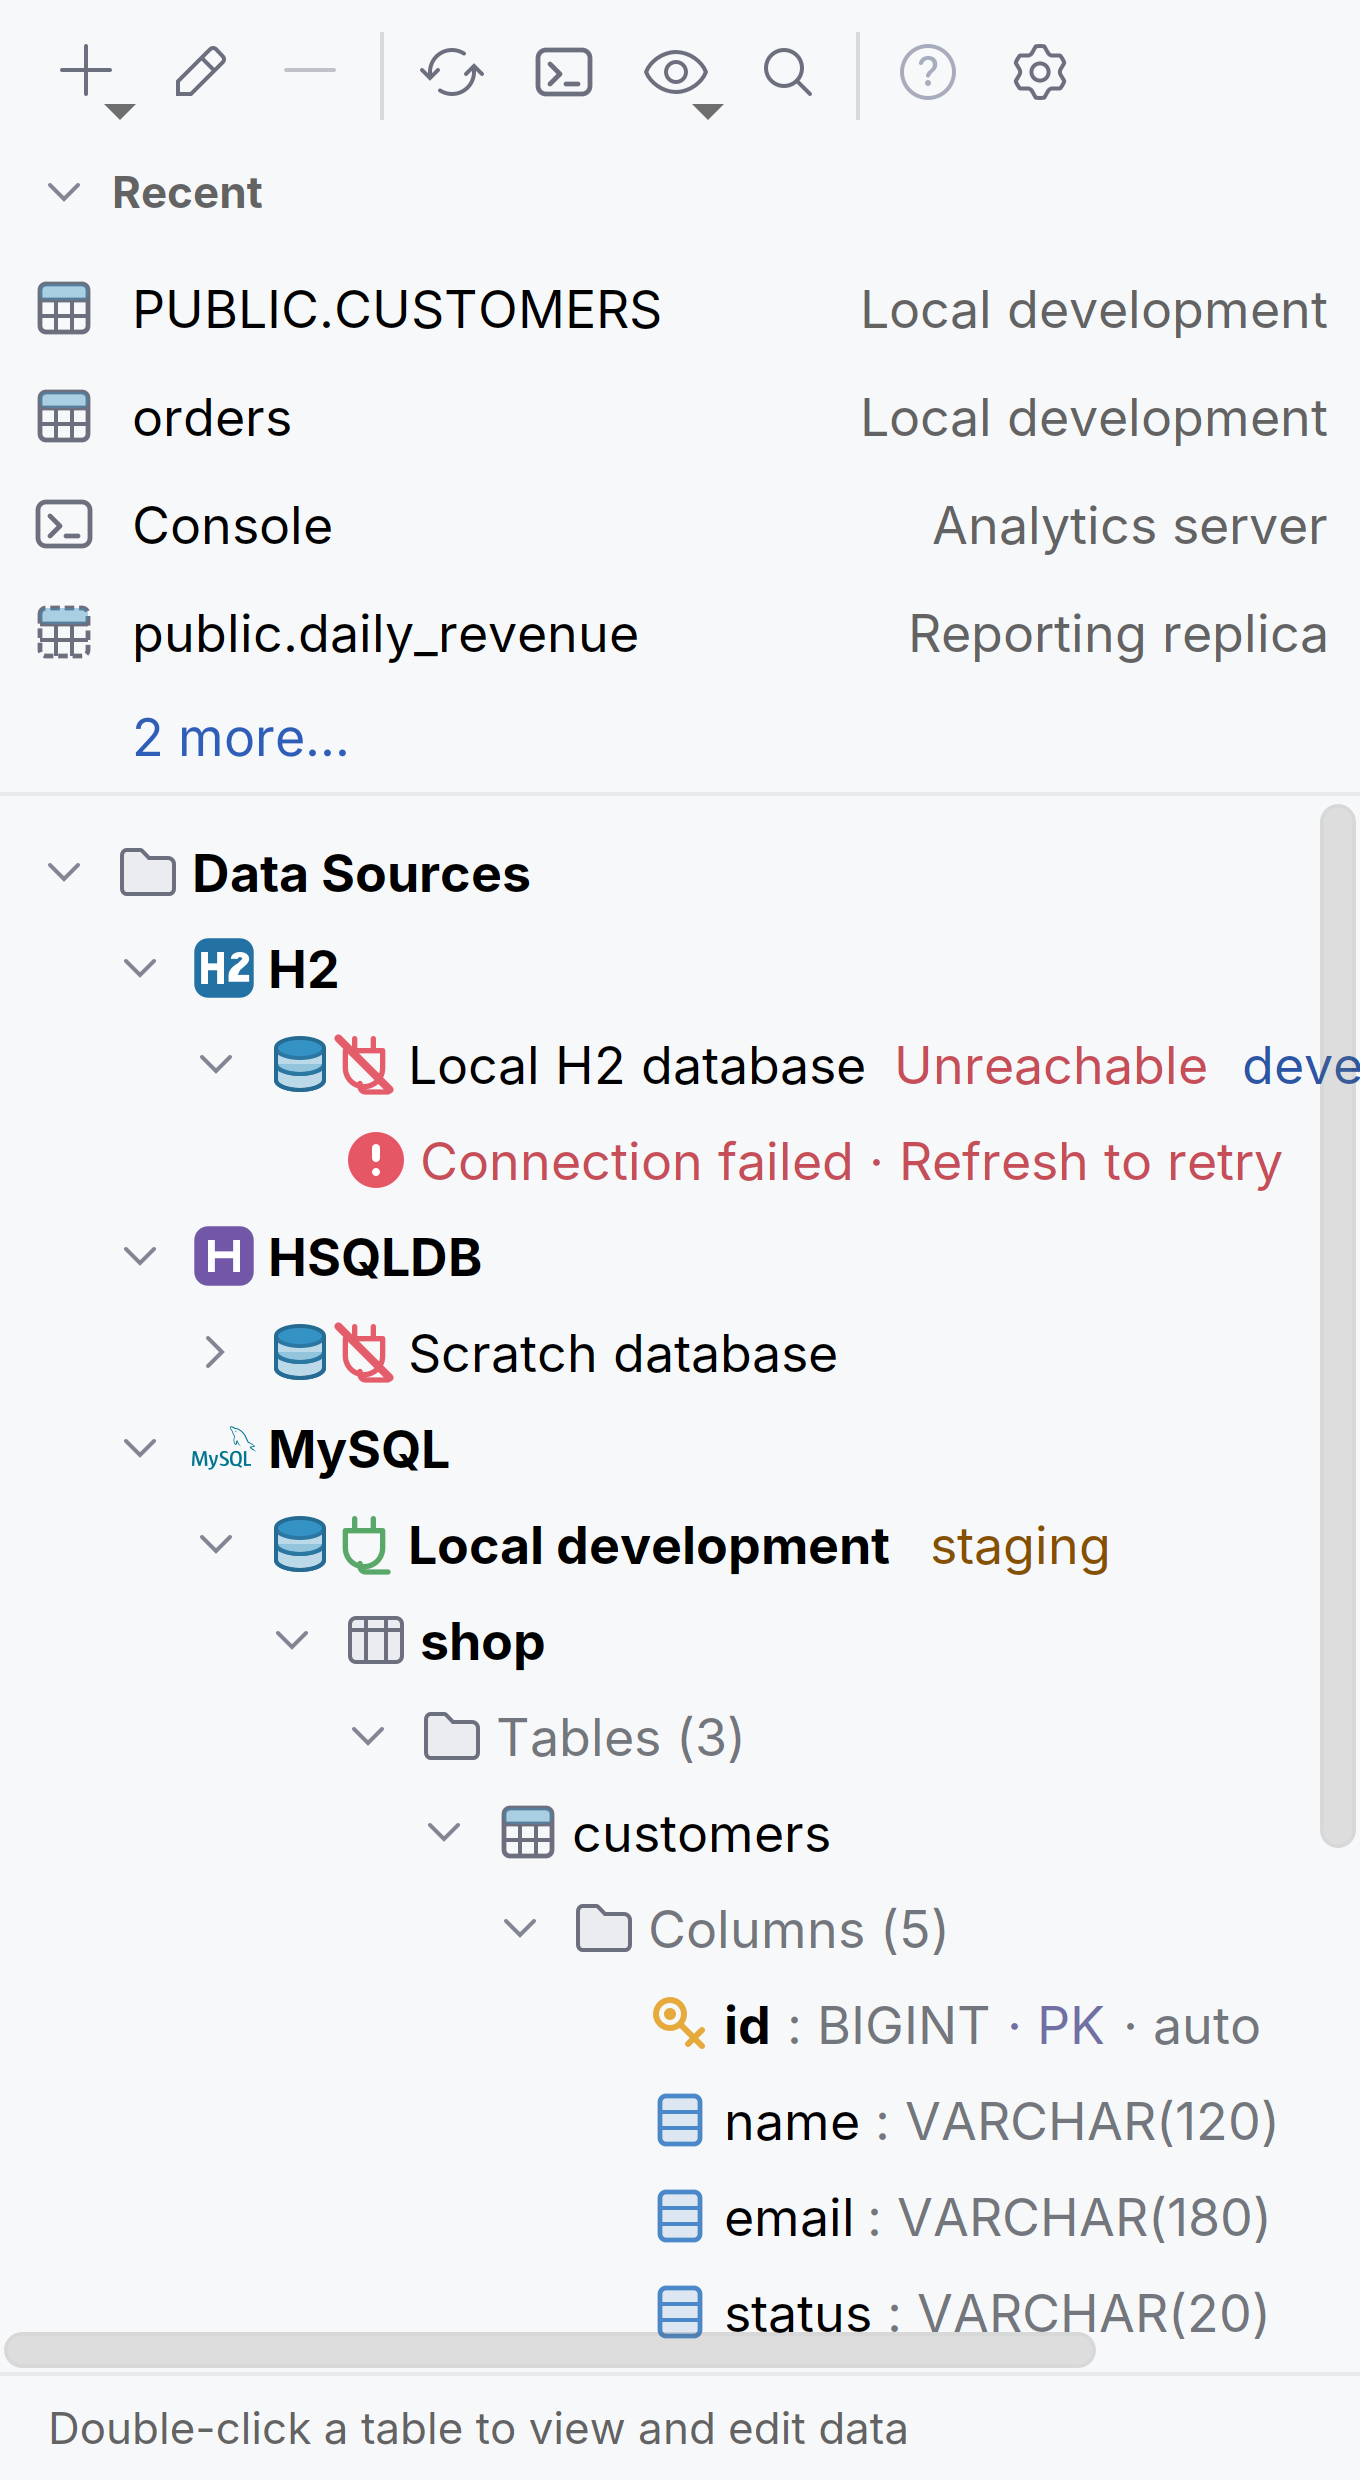 Recent
PUBLIC.CUSTOMERS Local development
orders Local development
Console Analytics server
public.daily_revenue Reporting replica
2 more...
Data Sources
H2 H2
Local H2 database Unreachable deve
Connection failed · Refresh to retry
H HSQLDB
Scratch database
MySQL MySQL
Local development staging
shop
Tables (3)
customers
Columns (5)
id : BIGINT · PK · auto
name : VARCHAR(120)
email : VARCHAR(180)
status : VARCHAR(20)
Double-click a table to view and edit data